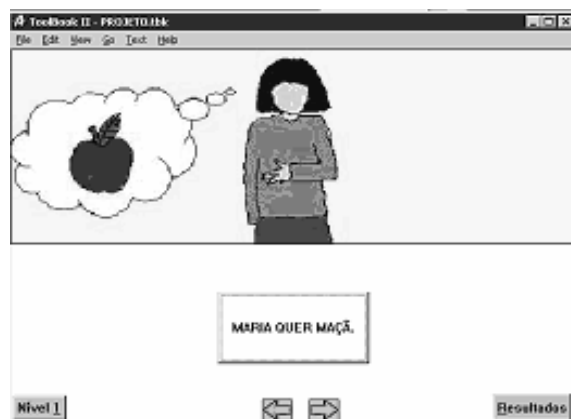 ToolBook II - PROJETO.tbk
File Edit View Go Text Help
MARIA QUER MAÇÃ.
Nível 1
Resultados